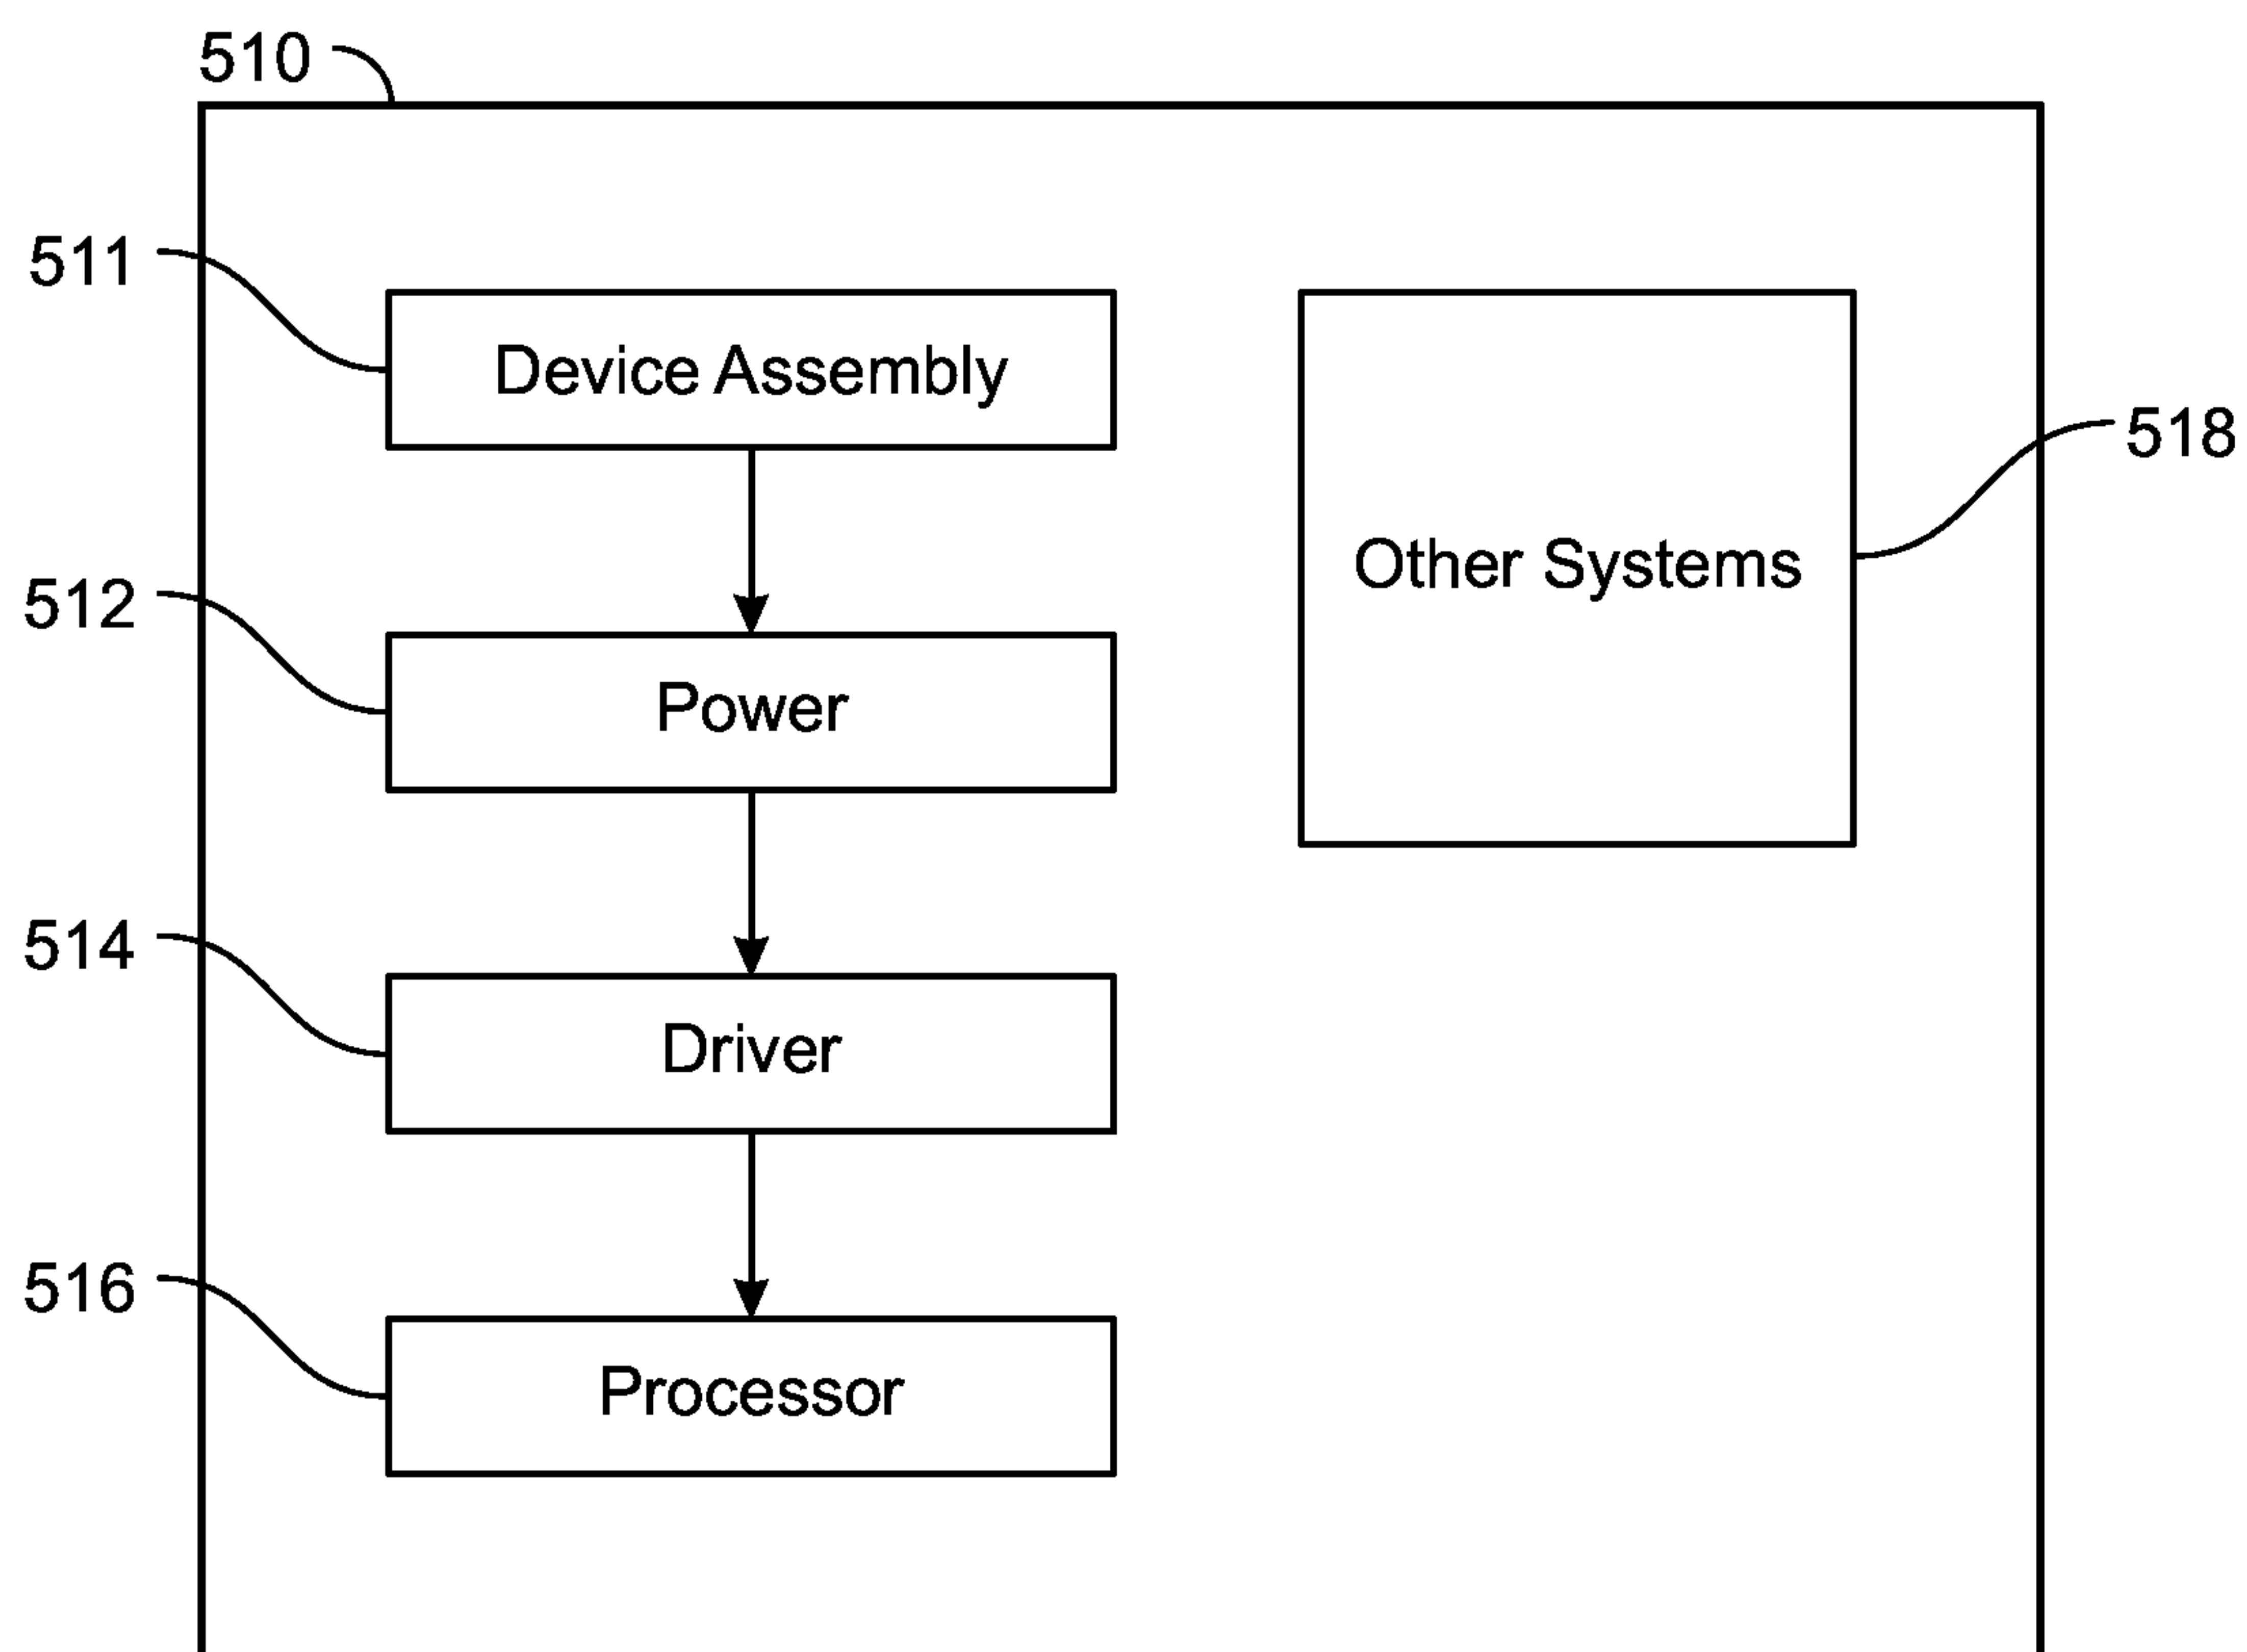 510
511
Device Assembly
518
Other Systems
512
Power
514
Driver
516
Processor